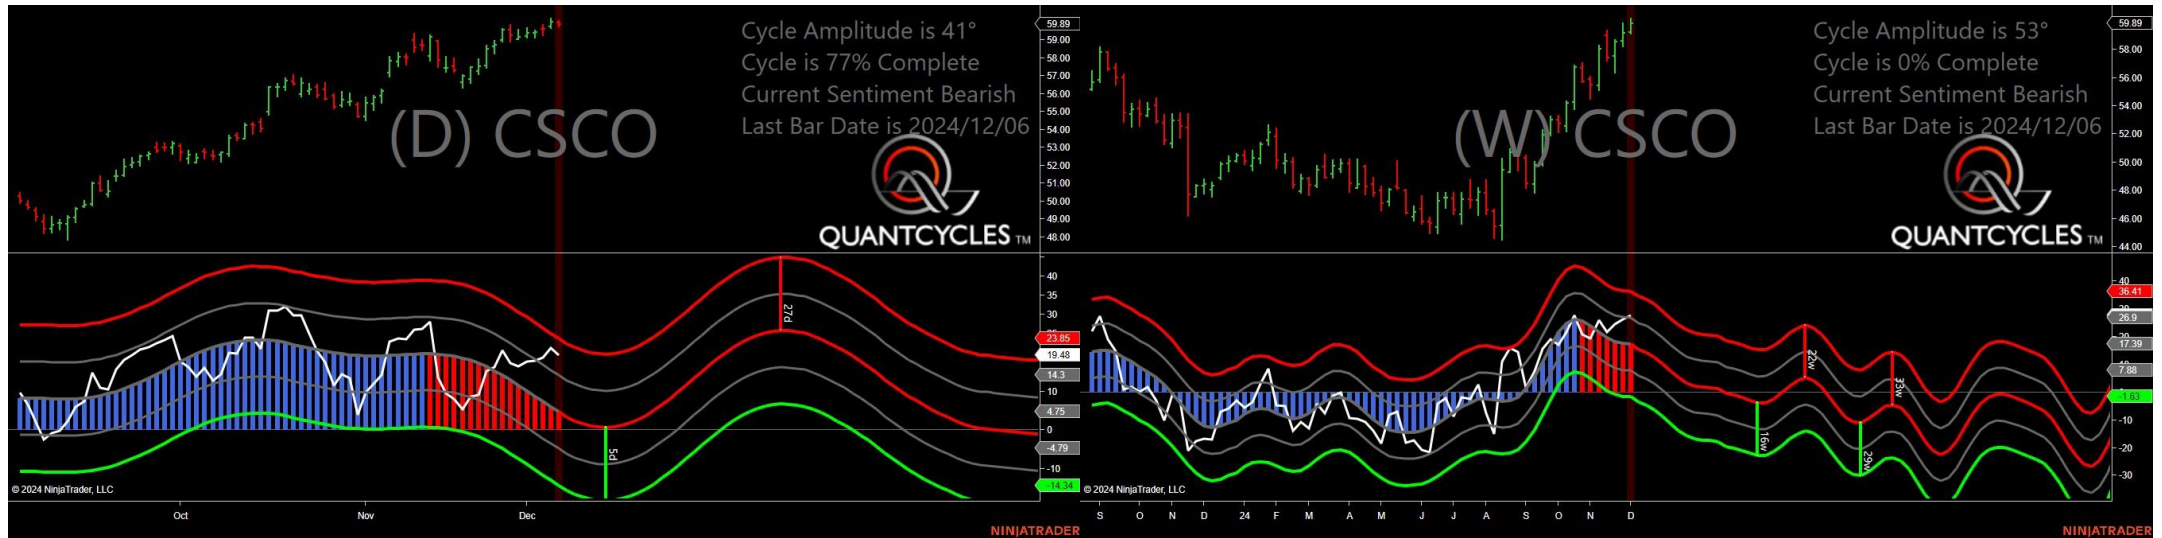 Cycle Amplitude is 41°
Cycle is 77% Complete
Current Sentiment Bearish
Last Bar Date is 2024/12/06
(D) CSCO
QUANTCYCLES TM
59.89
59.00
58.00
57.00
56.00
55.00
54.00
53.00
52.00
51.00
50.00
49.00
48.00
40
35
30
23.85
19.48
14.3
10
4.75
0
-4.79
-10
-14.34
27d
5d
© 2024 NinjaTrader, LLC
Oct Nov Dec
NINJATRADER
Cycle Amplitude is 53°
Cycle is 0% Complete
Current Sentiment Bearish
Last Bar Date is 2024/12/06
(W) CSCO
QUANTCYCLES TM
59.89
58.00
56.00
54.00
52.00
50.00
48.00
46.00
44.00
40
36.41
26.9
17.39
7.88
-1.63
-10
-20
-30
22w
33w
16w
29w
© 2024 NinjaTrader, LLC
S O N D 24 F M A M J J A S O N D
NINJATRADER